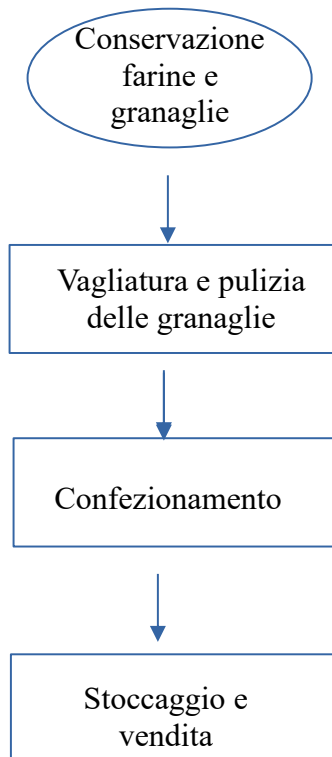 Conservazione
farine e
granaglie
Vagliatura e pulizia
delle granaglie
Confezionamento
Stoccaggio e
vendita